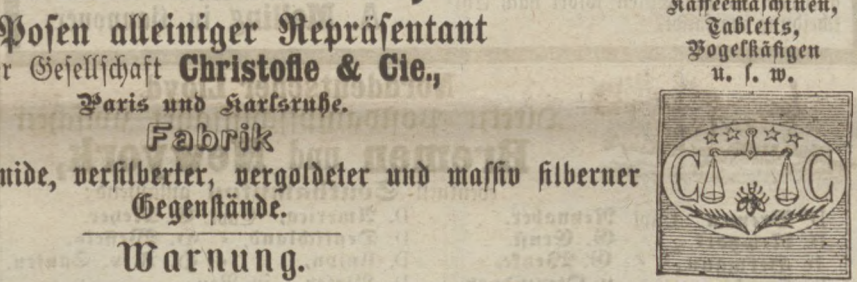 Posen alleiniger Repräsentant
r Gesellschaft Christofle & Cie.,
Paris und Karlsruhe.
Fabrik
nide, versilberter, vergoldeter und massiv silberner
Gegenstände.
Warnung.
Kaffeemaschinen,
Tabletts,
Vogelkäfigen
u. s. w.
C C